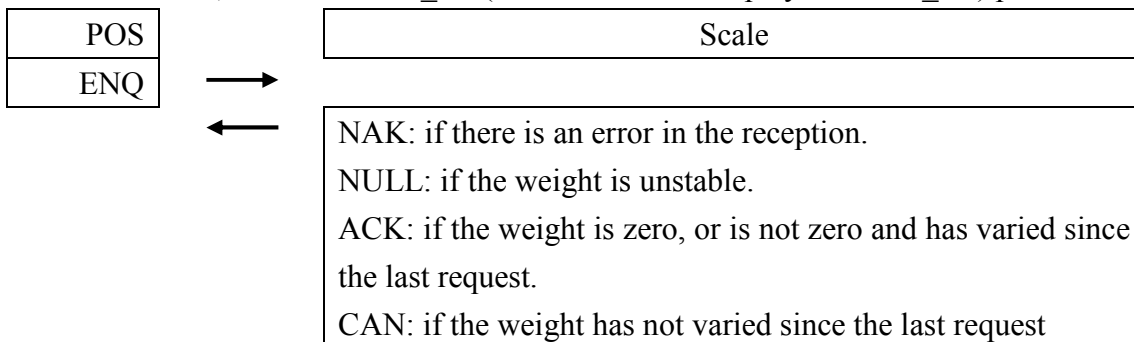 POS Scale
ENQ
NAK: if there is an error in the reception.
NULL: if the weight is unstable.
ACK: if the weight is zero, or is not zero and has varied since
the last request.
CAN: if the weight has not varied since the last request